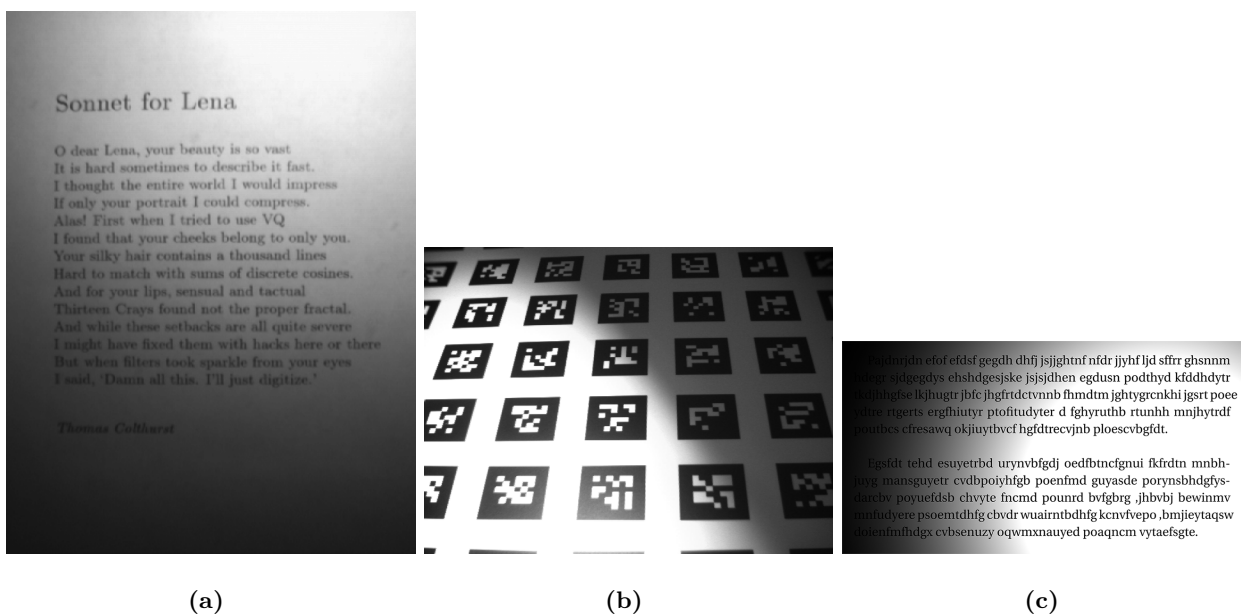 Sonnet for Lena
O dear Lena, your beauty is so vast
It is hard sometimes to describe it fast.
I thought the entire world I would impress
If only your portrait I could compress.
Alas! First when I tried to use VQ
I found that your cheeks belong to only you.
Your silky hair contains a thousand lines
Hard to match with sums of discrete cosines.
And for your lips, sensual and tactual
Thirteen Crays found not the proper fractal.
And while these setbacks are all quite severe
I might have fixed them with hacks here or there
But when filters took sparkle from your eyes
I said, 'Damn all this. I'll just digitize.'
Thomas Colthurst
(a)
(b)
efof efdsf gegdh dhfj jsjjghtnf nfdr jjyhf ljd sffrr ghsnnm
sjdgegdys ehshdgesjske jsjsjdhen egdusn podthyd kfddhdytr
lkjhugtr jbfc jhgfrtdctvnnb fhmdtm jghtygrcnkhi jgsrt poee
rtgerts ergfhiutyr ptofitudyter d fghyruthb rtunhh mnjhytrdf
cfresawq okjiuytbvcf hgfdtrecvjnb ploescvbgfdt.
Egsfdt tehd esuyetrbd urynvbfgdj oedfbtncfgnui fkfrdtn mnbh-
mansguyetr cvdbpoiyhfgb poenfmd guyasde porynsbhdgfys-
poyuefdsb chvyte fncmd pounrd bvfgbrg ,jhbvbj bewinmv
mnfudyere psoemtdhfg cbvdr wuairntbdhfg kcnvfvepo ,bmjieytaqsw
cvbsenuzy oqwmxnauyed poaqncm vytaefsgte.
(c)